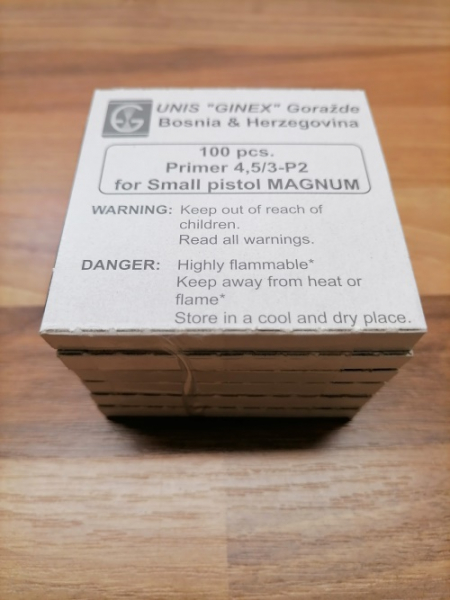 UNIS "GINEX" Goražde
Bosnia & Herzegovina
100 pcs.
Primer 4,5/3-P2
for Small pistol MAGNUM
WARNING: Keep out of reach of
children.
Read all warnings.
DANGER: Highly flammable*
Keep away from heat or
flame*
Store in a cool and dry place.